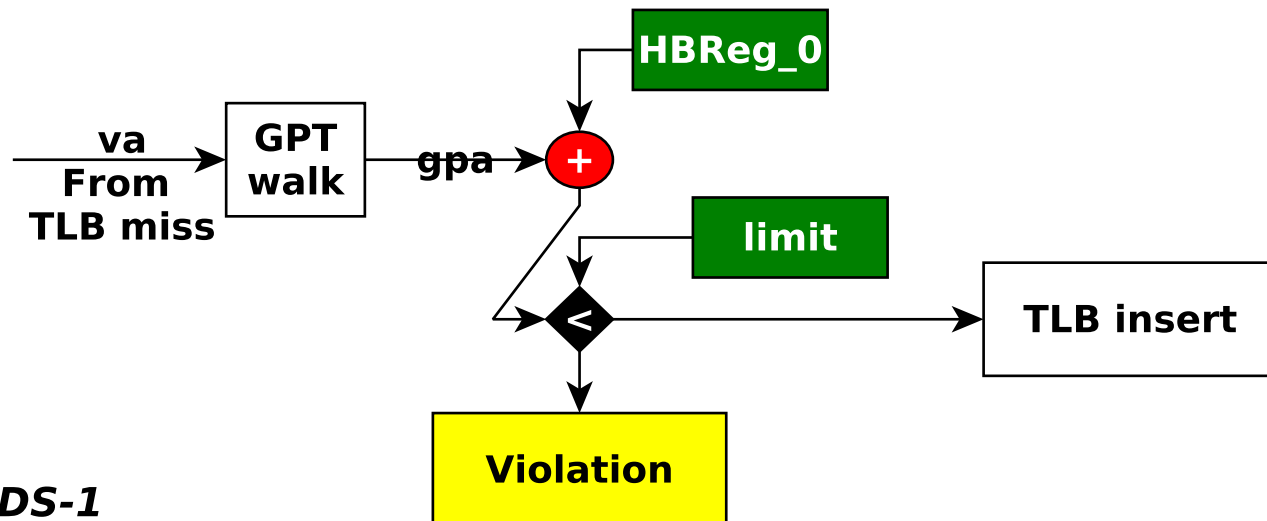 HBReg_0
va
From
TLB miss
GPT
walk
gpa
+
limit
<
TLB insert
Violation
DS-1